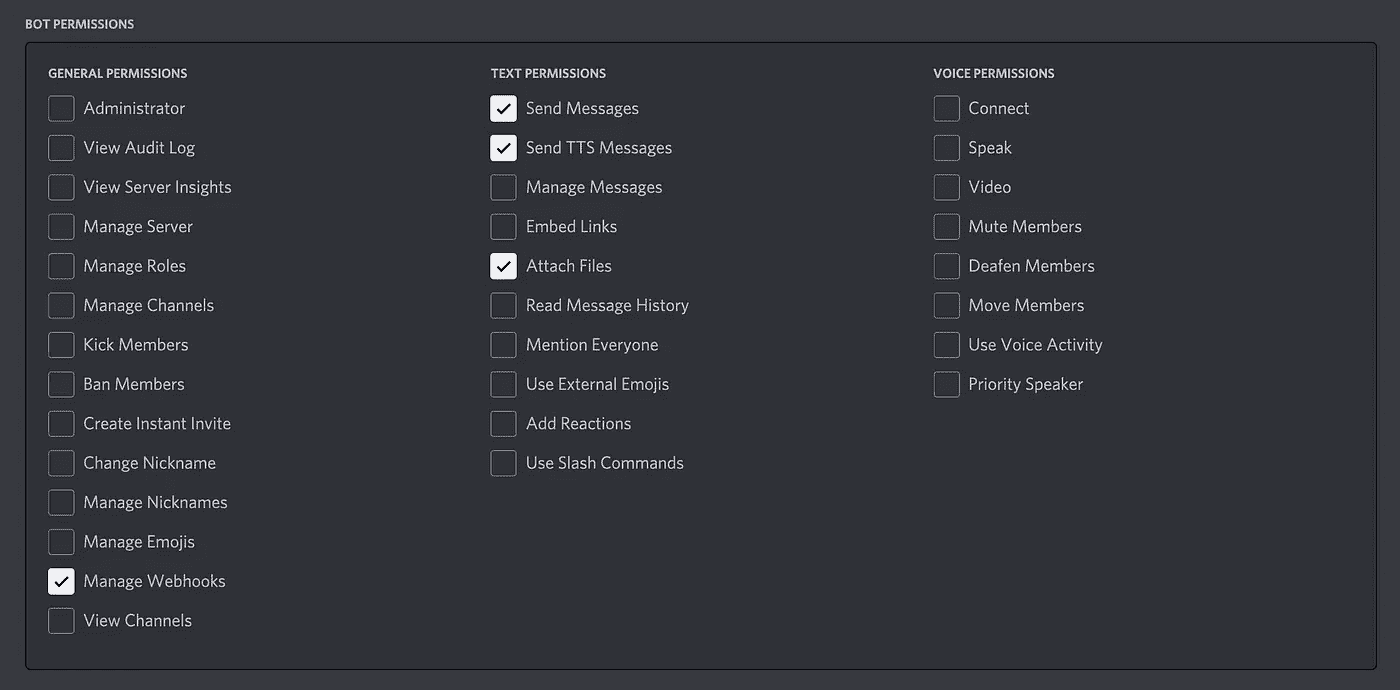 BOT PERMISSIONS
GENERAL PERMISSIONS
Administrator
View Audit Log
View Server Insights
Manage Server
Manage Roles
Manage Channels
Kick Members
Ban Members
Create Instant Invite
Change Nickname
Manage Nicknames
Manage Emojis
Manage Webhooks
View Channels
TEXT PERMISSIONS
Send Messages
Send TTS Messages
Manage Messages
Embed Links
Attach Files
Read Message History
Mention Everyone
Use External Emojis
Add Reactions
Use Slash Commands
VOICE PERMISSIONS
Connect
Speak
Video
Mute Members
Deafen Members
Move Members
Use Voice Activity
Priority Speaker